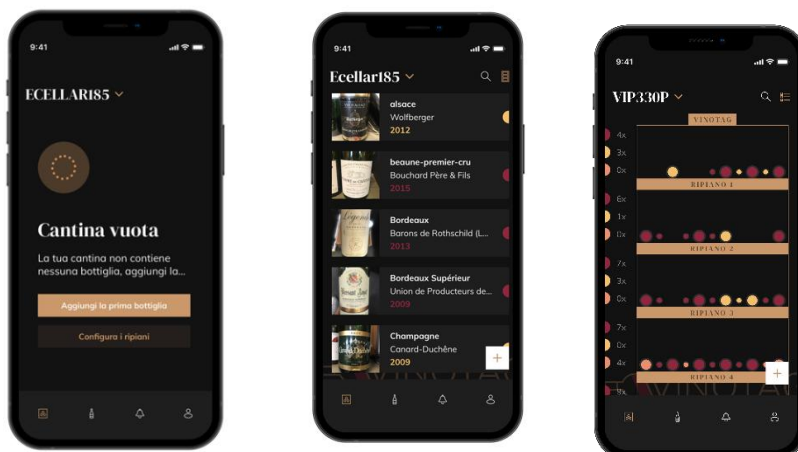 9:41
ECELLAR185
Cantina vuota
La tua cantina non contiene
nessuna bottiglia, aggiungi la...
Aggiungi la prima bottiglia
Configura i ripiani
9:41
Ecellar185
alsace
Wolfberger
2012
beaune-premier-cru
Bouchard Père & Fils
2015
Bordeaux
Barons de Rothschild (L...
2013
Bordeaux Supérieur
Union de Producteurs de...
2009
Champagne
Canard-Duchêne
2009
+
VINOTAG
9:41
VIP330P
VINOTAG
4x
3x
0x
RIPIANO 1
6x
1x
0x
RIPIANO 2
7x
3x
0x
RIPIANO 3
7x
0x
4x
+
RIPIANO 4
VINOTAG